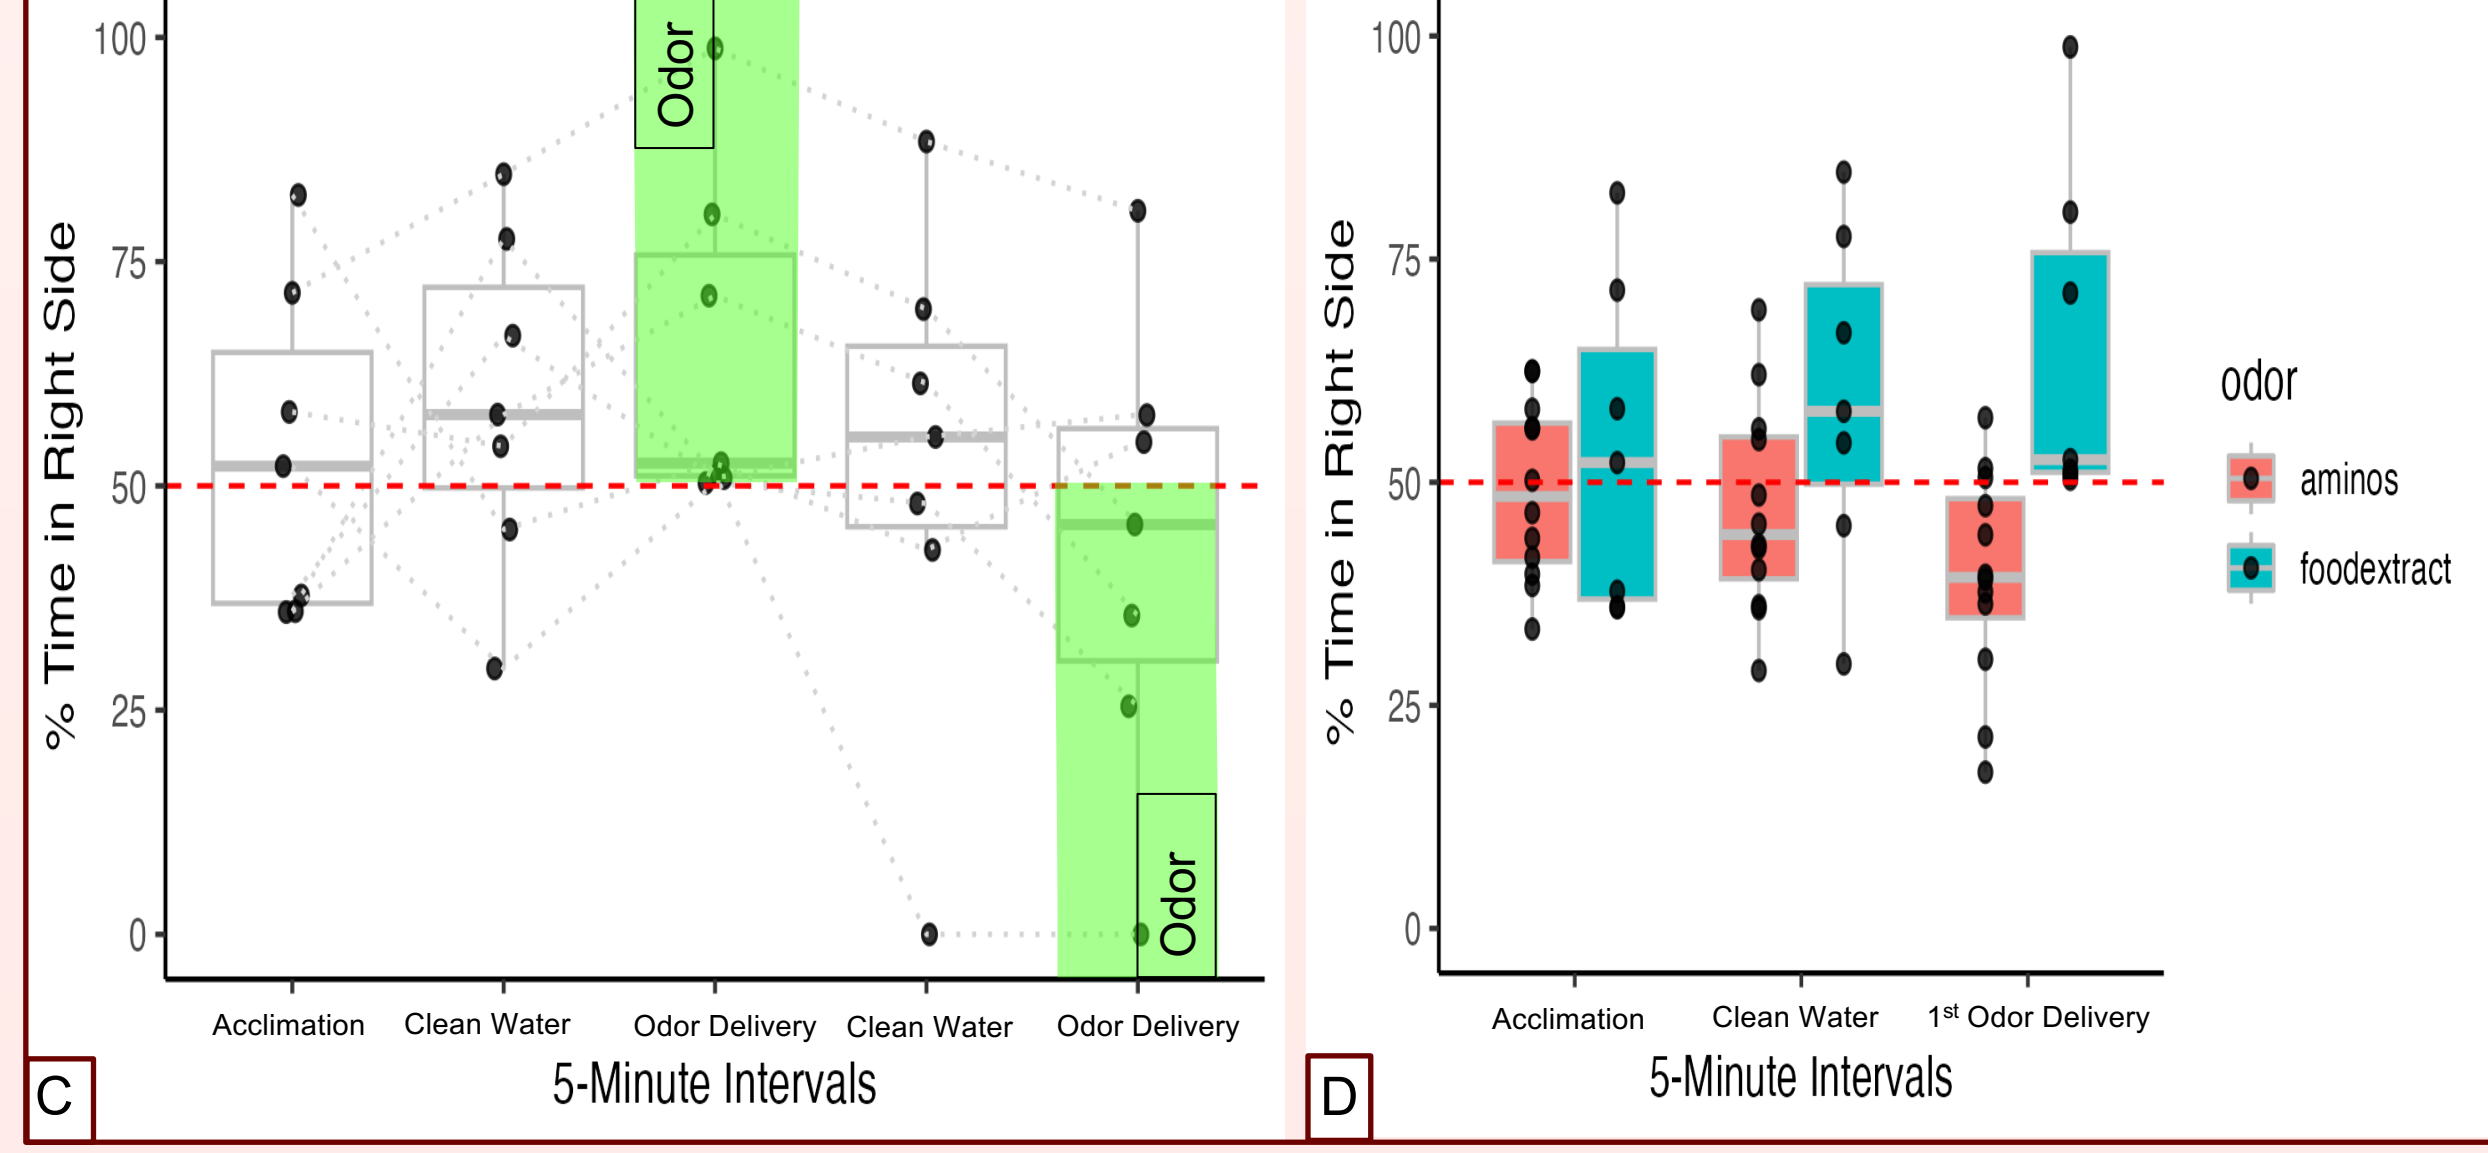 % Time in Right Side
100
75
50
25
0
Odor
Odor
Acclimation
Clean Water
Odor Delivery
Clean Water
Odor Delivery
5-Minute Intervals
C
% Time in Right Side
100
75
50
25
0
Acclimation
Clean Water
1st Odor Delivery
5-Minute Intervals
odor
aminos
foodextract
D